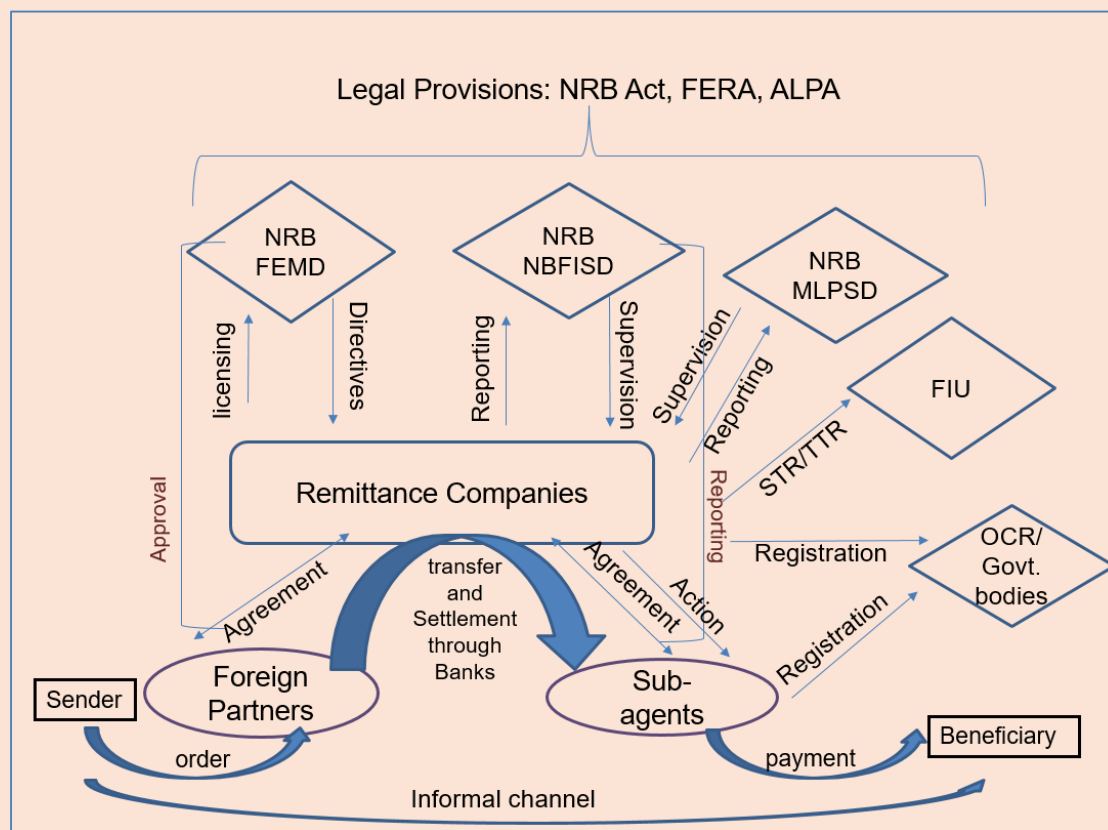 Legal Provisions: NRB Act, FERA, ALPA
NRB
FEMD
NRB
NBFISD
NRB
MLPSD
FIU
OCR/
Govt.
bodies
licensing
Directives
Reporting
Supervision
Supervision
Reporting
STR/TTR
Approval
Reporting
Remittance Companies
Registration
Agreement
transfer
and
Settlement
through
Banks
Agreement
Action
Registration
Sender
Foreign
Partners
Sub-
agents
Beneficiary
order
payment
Informal channel